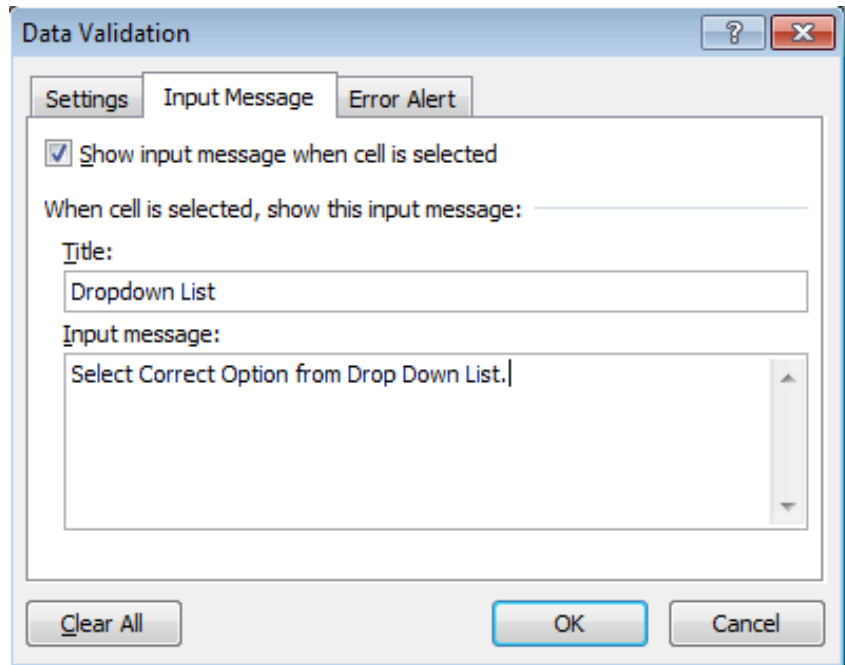 Data Validation
Settings Input Message Error Alert
Show input message when cell is selected
When cell is selected, show this input message:
Title:
Dropdown List
Input message:
Select Correct Option from Drop Down List.
Clear All OK Cancel